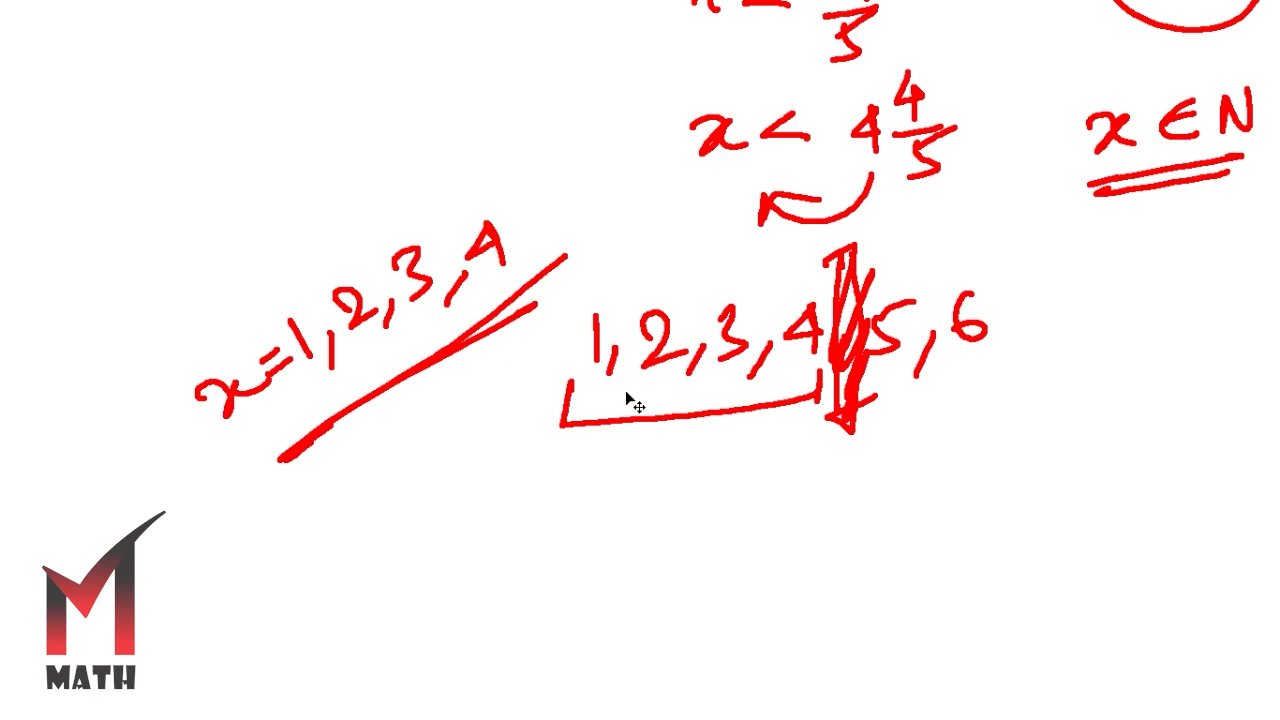 x < 4 4/5
x ∈ N
x=1,2,3,4
1,2,3,4 5,6
MATH